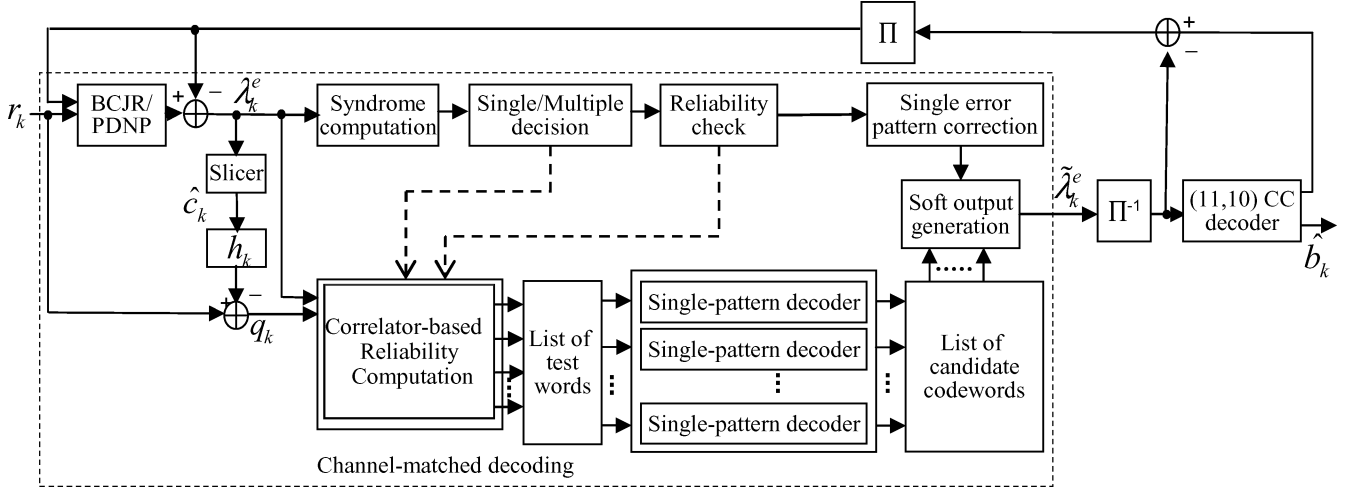 Π
+
−
r_k
BCJR/
PDNP
+
−
λ_k^e
Syndrome
computation
Single/Multiple
decision
Reliability
check
Single error
pattern correction
Slicer
ĉ_k
h_k
−
+
q_k
Soft output
generation
λ̃_k^e
Π⁻¹
(11,10) CC
decoder
b̂_k
Correlator-based
Reliability
Computation
List of
test
words
Single-pattern decoder
Single-pattern decoder
Single-pattern decoder
List of
candidate
codewords
Channel-matched decoding